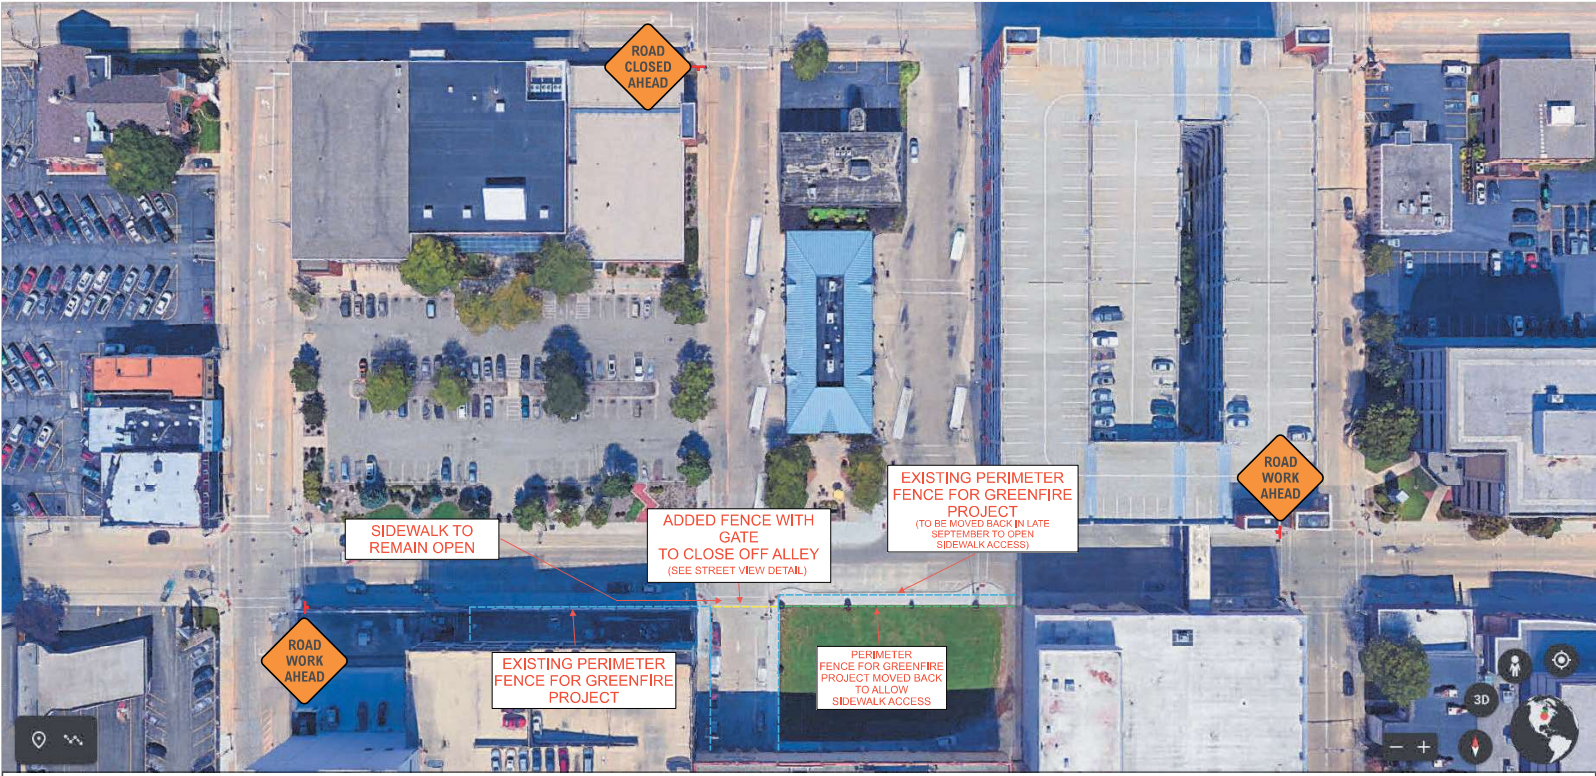 ROAD
CLOSED
AHEAD
ROAD
WORK
AHEAD
SIDEWALK TO
REMAIN OPEN
ADDED FENCE WITH
GATE
TO CLOSE OFF ALLEY
(SEE STREET VIEW DETAIL)
EXISTING PERIMETER
FENCE FOR GREENFIRE
PROJECT
(TO BE MOVED BACK IN LATE
SEPTEMBER TO OPEN
SIDEWALK ACCESS)
ROAD
WORK
AHEAD
EXISTING PERIMETER
FENCE FOR GREENFIRE
PROJECT
PERIMETER
FENCE FOR GREENFIRE
PROJECT MOVED BACK
TO ALLOW
SIDEWALK ACCESS
3D